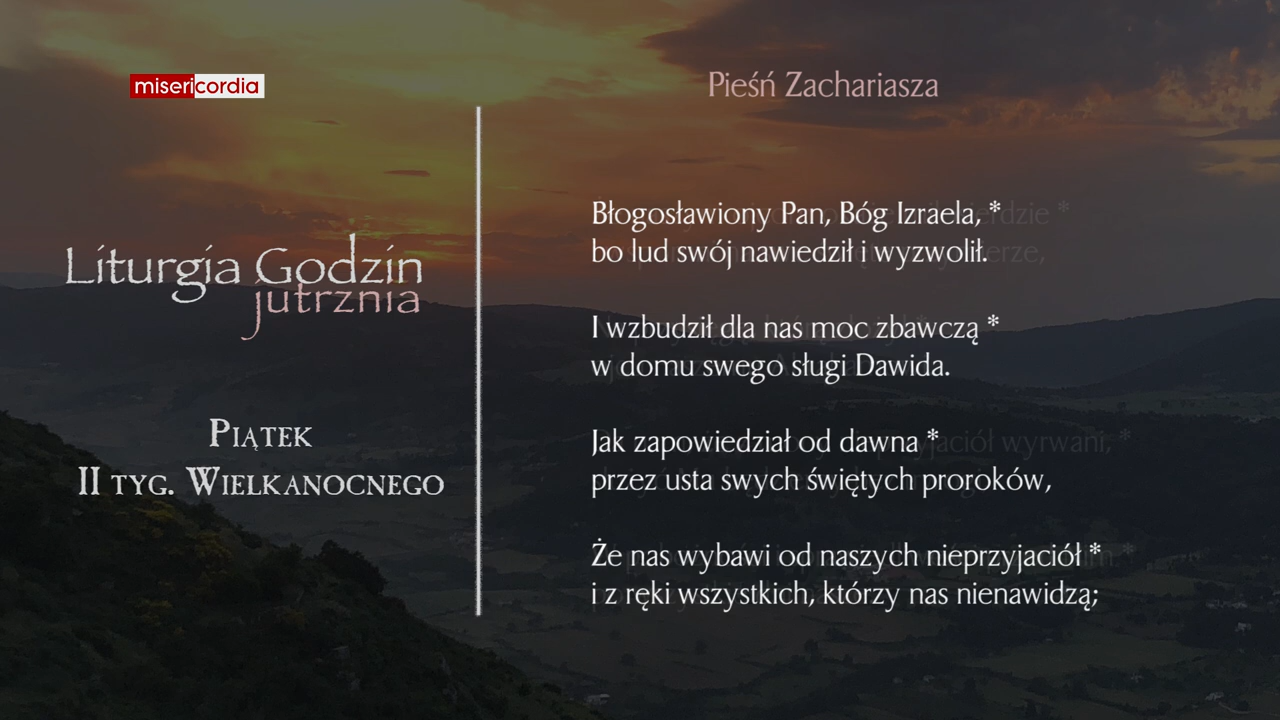 misericordia
Liturgia Godzin
jutrznia
Piątek
II tyg. Wielkanocnego
Pieśń Zachariasza
Błogosławiony Pan, Bóg Izraela, *
bo lud swój nawiedził i wyzwolił.
I wzbudził dla nas moc zbawczą *
w domu swego sługi Dawida.
Jak zapowiedział od dawna *
przez usta swych świętych proroków,
Że nas wybawi od naszych nieprzyjaciół *
i z ręki wszystkich, którzy nas nienawidzą;